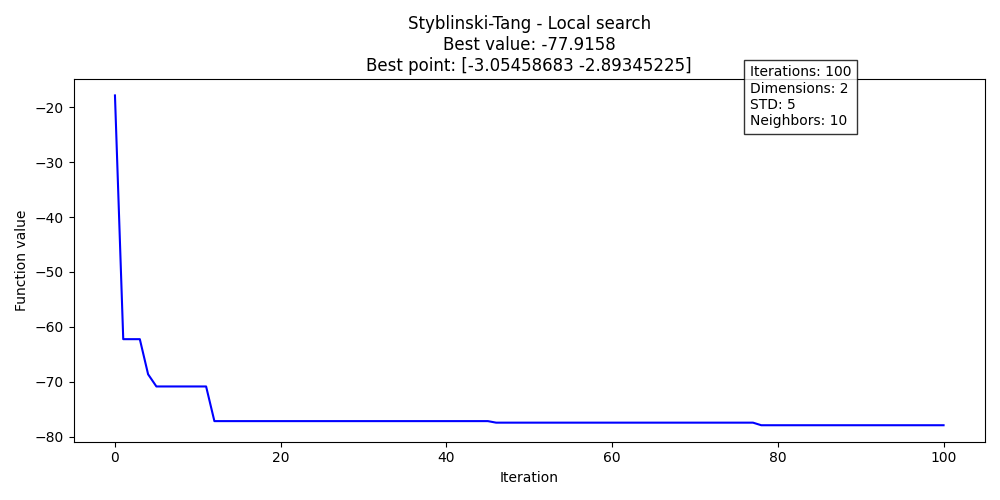 Styblinski-Tang - Local search
Best value: -77.9158
Best point: [-3.05458683 -2.89345225]
Iterations: 100
Dimensions: 2
STD: 5
Neighbors: 10
Function value
−20
−30
−40
−50
−60
−70
−80
0 20 40 60 80 100
Iteration